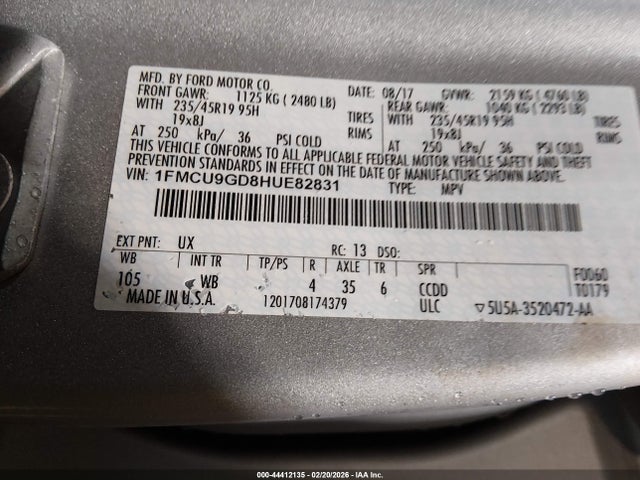 MFD. BY FORD MOTOR CO.
DATE: 08/17 GVWR: 2159 KG ( 4760 LB)
FRONT GAWR: 1125 KG ( 2480 LB) REAR GAWR: 1040 KG ( 2293 LB)
WITH 235/45R19 95H TIRES WITH 235/45R19 95H TIRES
19x8J RIMS 19x8J RIMS
AT 250 kPa/ 36 PSI COLD AT 250 kPa/ 36 PSI COLD
THIS VEHICLE CONFORMS TO ALL APPLICABLE FEDERAL MOTOR VEHICLE SAFETY AND THEFT
PREVENTION STANDARDS IN EFFECT ON THE DATE OF MANUFACTURE SHOWN ABOVE.
VIN: 1FMCU9GD8HUE82831 TYPE: MPV
EXT PNT: UX RC: 13 DSO:
WB INT TR TP/PS R AXLE TR SPR F0060
105 WB 4 35 6 CCDD T0179
MADE IN U.S.A. 1201708174379 ULC ▽5U5A-3520472-AA
000-44412135 - 02/20/2026 - IAA Inc.